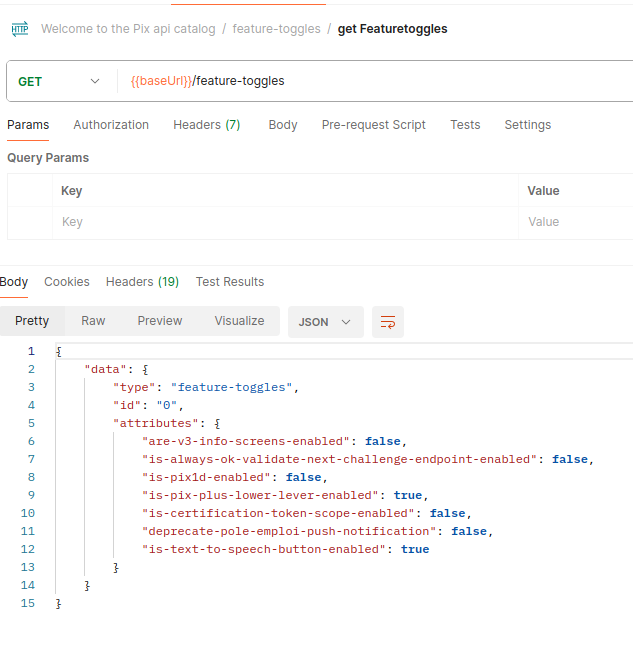 HTTP Welcome to the Pix api catalog / feature-toggles / get Featuretoggles
GET {{baseUrl}}/feature-toggles
Params Authorization Headers (7) Body Pre-request Script Tests Settings
Query Params
Key Value
Key Value
Body Cookies Headers (19) Test Results
Pretty Raw Preview Visualize JSON
1 {
2 "data": {
3 "type": "feature-toggles",
4 "id": "0",
5 "attributes": {
6 "are-v3-info-screens-enabled": false,
7 "is-always-ok-validate-next-challenge-endpoint-enabled": false,
8 "is-pix1d-enabled": false,
9 "is-pix-plus-lower-lever-enabled": true,
10 "is-certification-token-scope-enabled": false,
11 "deprecate-pole-emploi-push-notification": false,
12 "is-text-to-speech-button-enabled": true
13 }
14 }
15 }